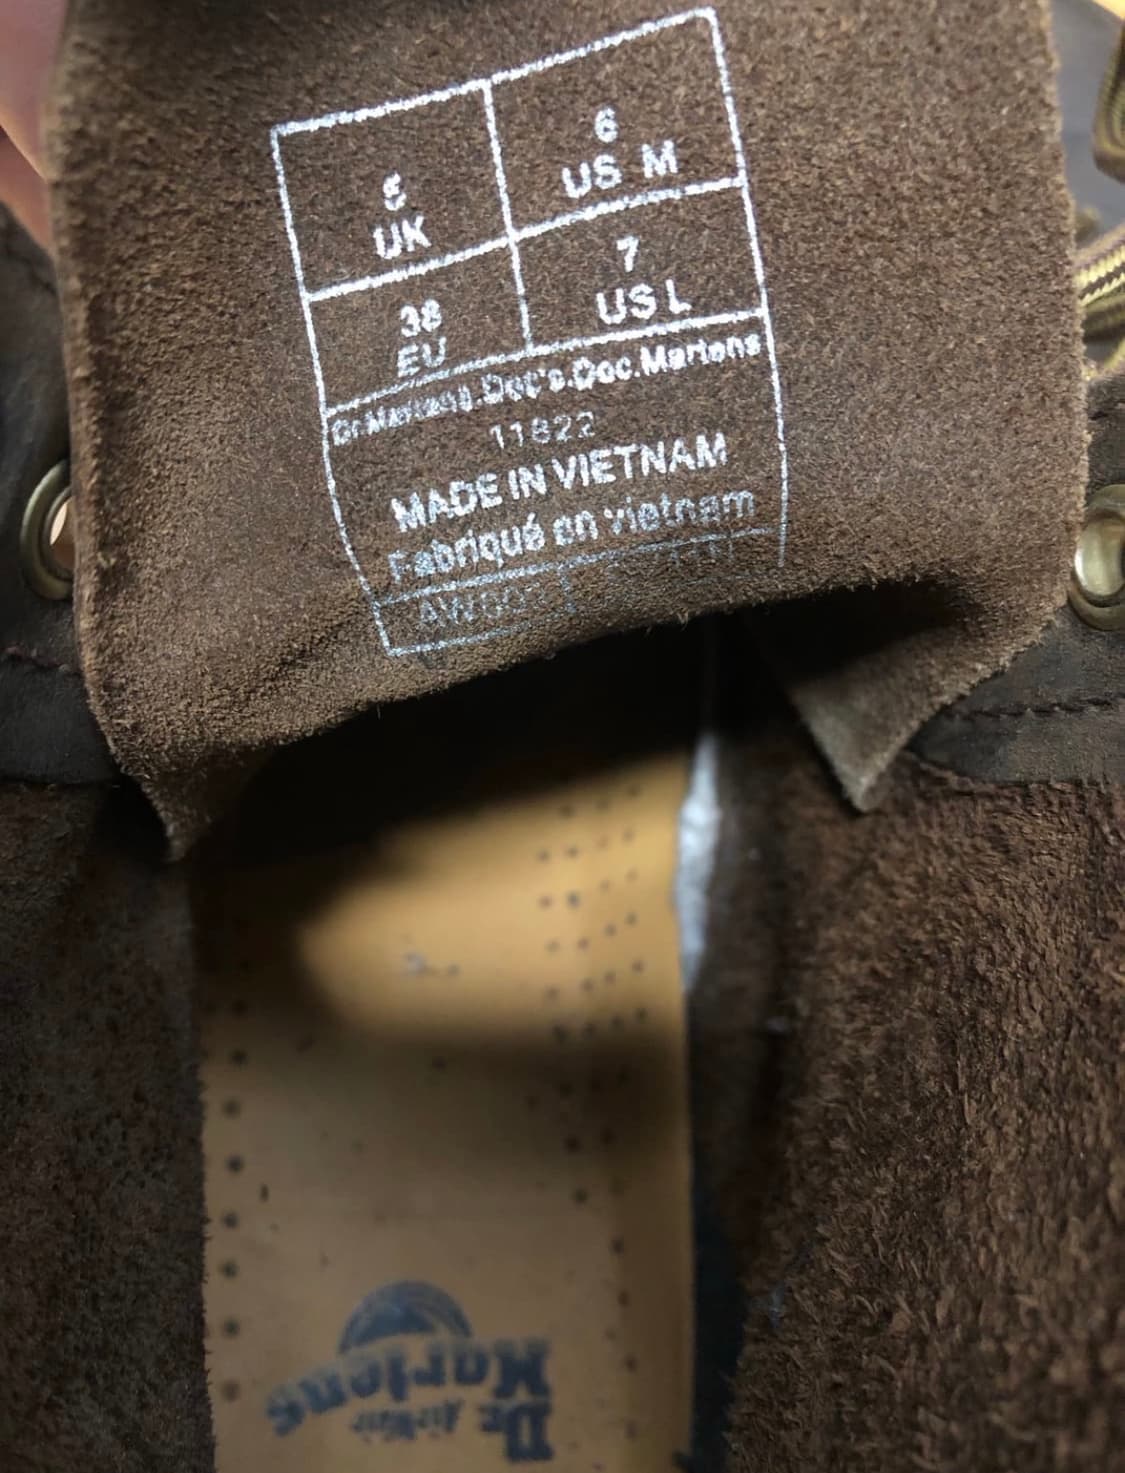 5
UK
6
US M
38
EU
7
US L
Dr.Martens.Doc's.Doc.Martens
11822
MADE IN VIETNAM
Fabriqué en vietnam
Dr.
AirWair
Martens